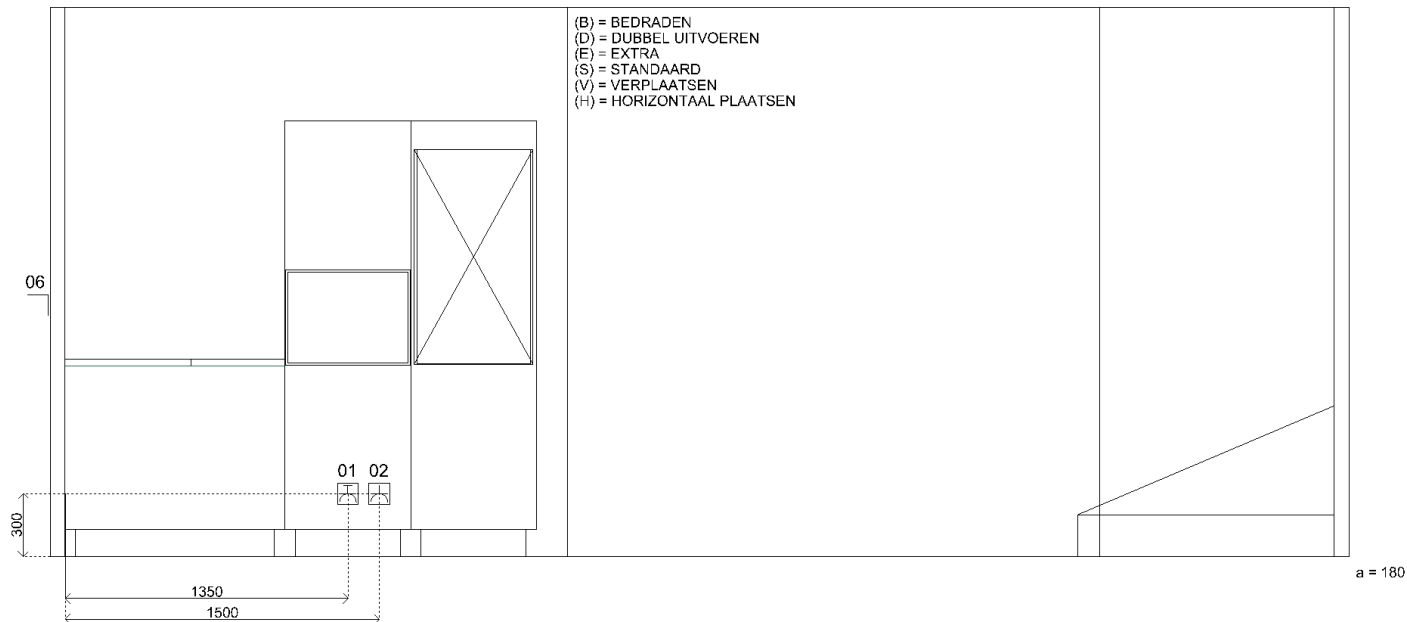 (B) = BEDRADEN
(D) = DUBBEL UITVOEREN
(E) = EXTRA
(S) = STANDAARD
(V) = VERPLAATSEN
(H) = HORIZONTAAL PLAATSEN
06
01 02
300
a = 180
1350
1500